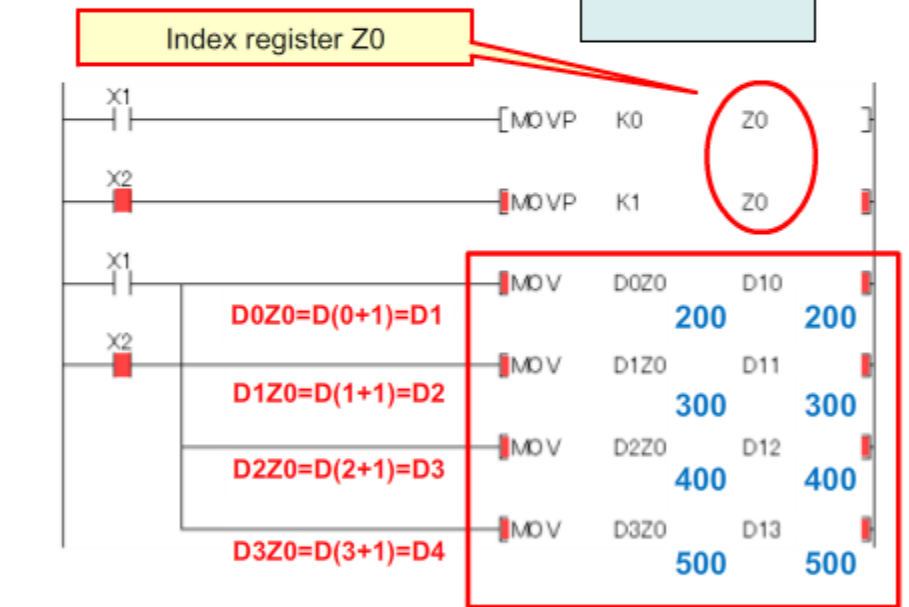 Index register Z0
X1
[MOVP K0 Z0 ]
X2
[MOVP K1 Z0 ]
X1
[MOV D0Z0 D10 ]
D0Z0=D(0+1)=D1 200 200
X2
[MOV D1Z0 D11 ]
D1Z0=D(1+1)=D2 300 300
[MOV D2Z0 D12 ]
D2Z0=D(2+1)=D3 400 400
[MOV D3Z0 D13 ]
D3Z0=D(3+1)=D4 500 500